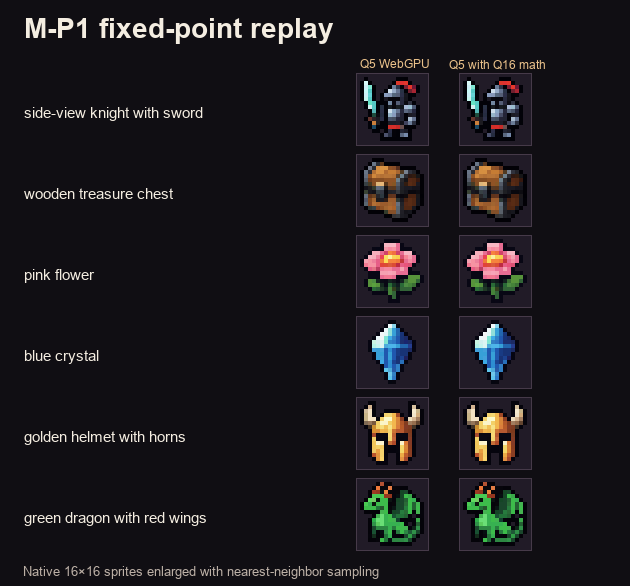 M-P1 fixed-point replay
Q5 WebGPU
Q5 with Q16 math
side-view knight with sword
wooden treasure chest
pink flower
blue crystal
golden helmet with horns
green dragon with red wings
Native 16×16 sprites enlarged with nearest-neighbor sampling